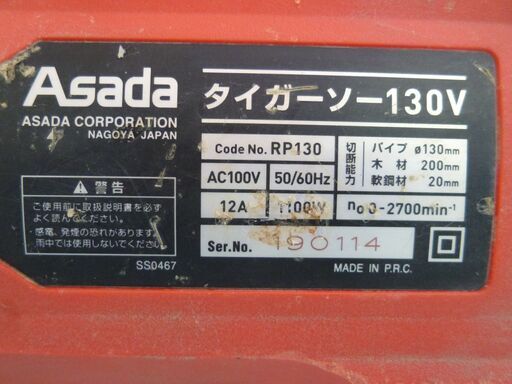 Asada
ASADA CORPORATION
NAGOYA JAPAN
⚠ 警告
ご使用前に取扱説明書を必ず
よくお読みください。
・感電、発煙の恐れがあります。
雨中では使用しないでください。
SS0467
タイガーソー130V
Code No. RP130
AC100V 50/60Hz
12A 1100W
切断能力
パイプ ø130mm
木材 200mm
軟鋼材 20mm
no 0-2700min⁻¹
Ser.No. 190114
MADE IN P.R.C.